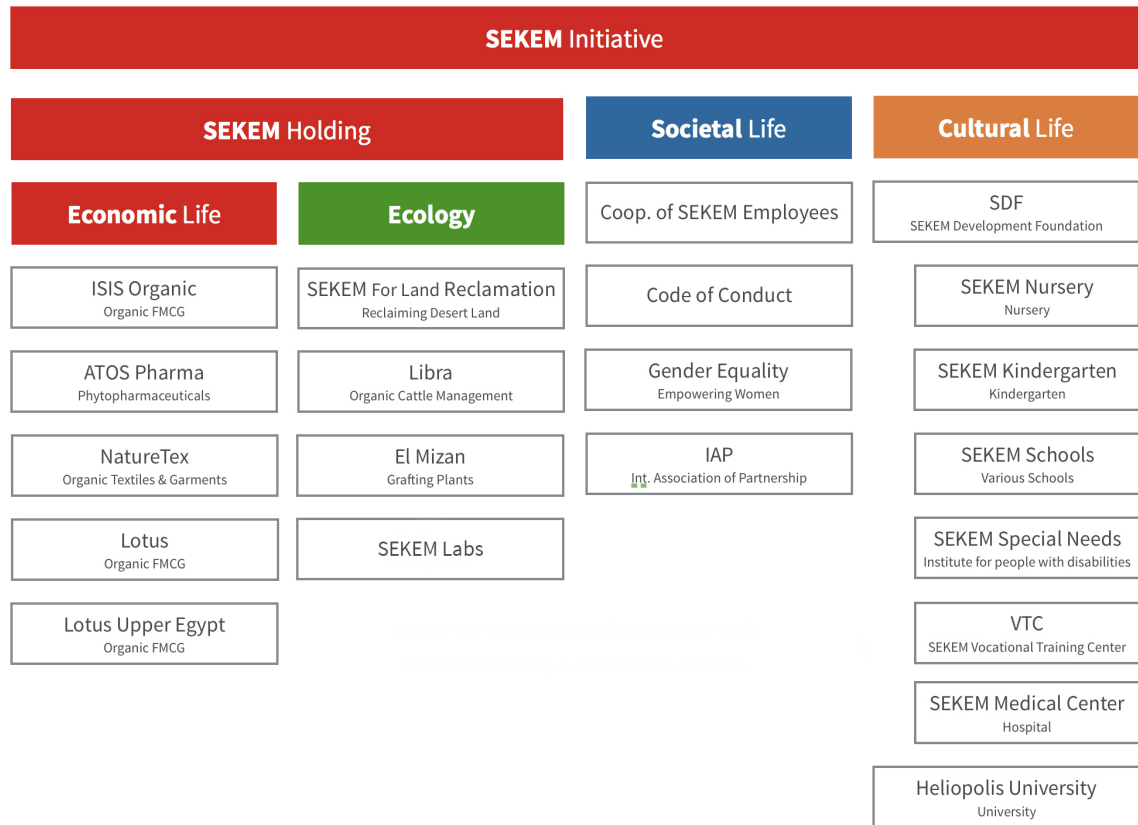 SEKEM Initiative
SEKEM Holding
Economic Life
ISIS Organic
Organic FMCG
ATOS Pharma
Phytopharmaceuticals
NatureTex
Organic Textiles & Garments
Lotus
Organic FMCG
Lotus Upper Egypt
Organic FMCG
Ecology
SEKEM For Land Reclamation
Reclaiming Desert Land
Libra
Organic Cattle Management
El Mizan
Grafting Plants
SEKEM Labs
Societal Life
Coop. of SEKEM Employees
Code of Conduct
Gender Equality
Empowering Women
IAP
Int. Association of Partnership
Cultural Life
SDF
SEKEM Development Foundation
SEKEM Nursery
Nursery
SEKEM Kindergarten
Kindergarten
SEKEM Schools
Various Schools
SEKEM Special Needs
Institute for people with disabilities
VTC
SEKEM Vocational Training Center
SEKEM Medical Center
Hospital
Heliopolis University
University